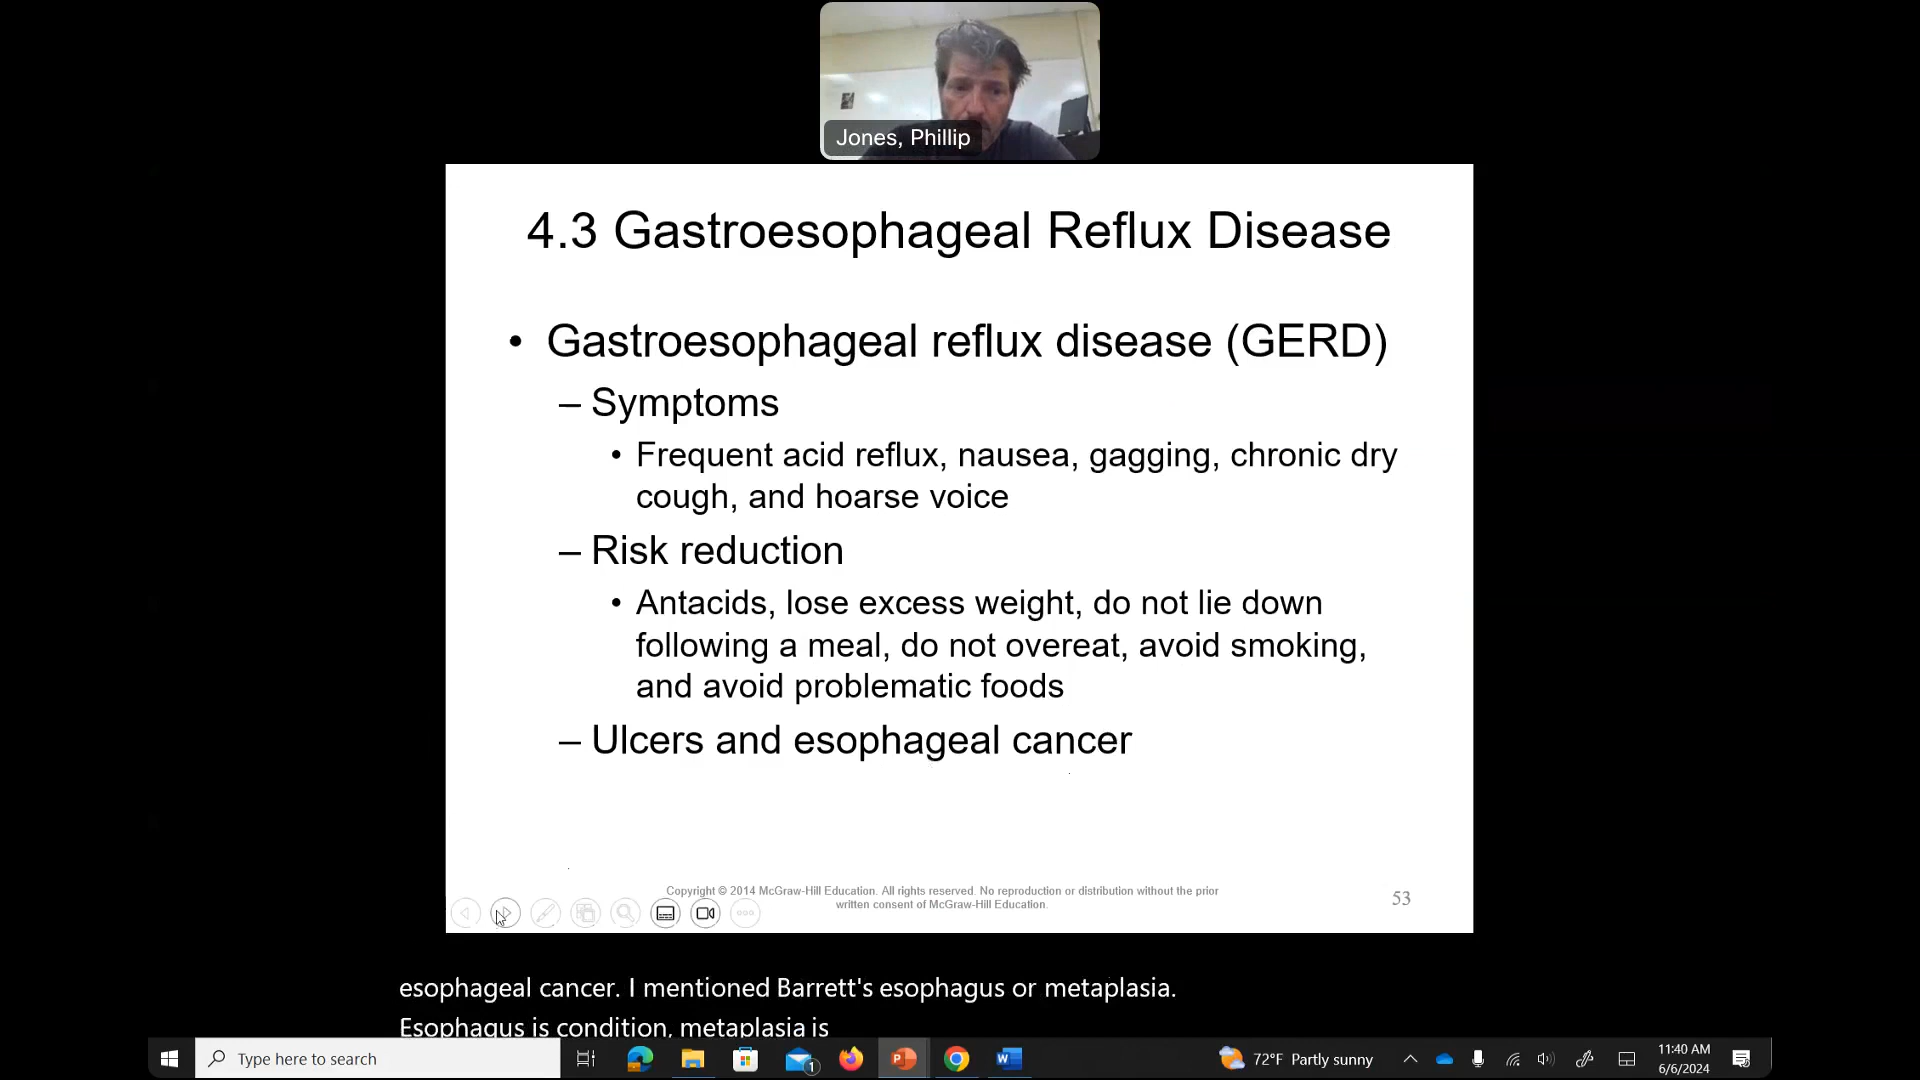 Jones, Phillip
4.3 Gastroesophageal Reflux Disease
• Gastroesophageal reflux disease (GERD)
– Symptoms
• Frequent acid reflux, nausea, gagging, chronic dry
cough, and hoarse voice
– Risk reduction
• Antacids, lose excess weight, do not lie down
following a meal, do not overeat, avoid smoking,
and avoid problematic foods
– Ulcers and esophageal cancer
Copyright © 2014 McGraw-Hill Education. All rights reserved. No reproduction or distribution without the prior
written consent of McGraw-Hill Education.
53
esophageal cancer. I mentioned Barrett's esophagus or metaplasia.
Esophagus is condition, metaplasia is
Type here to search
1
72°F Partly sunny
11:40 AM
6/6/2024